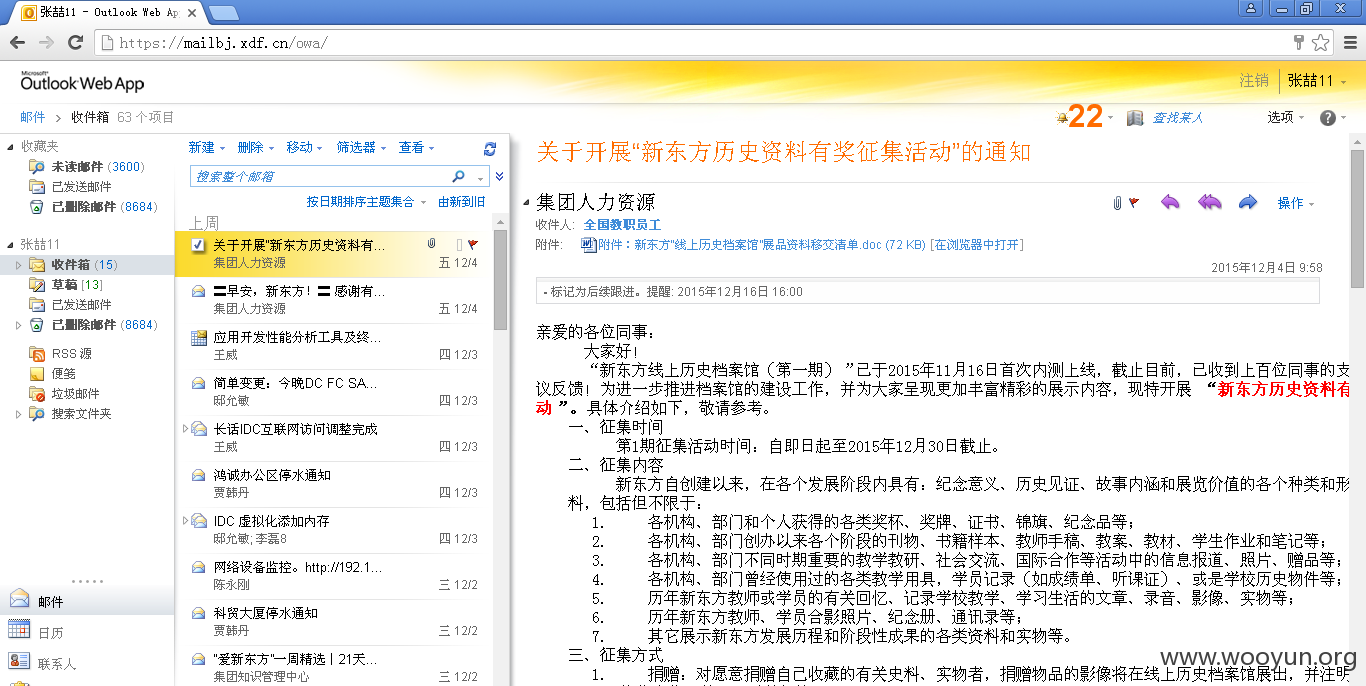 张喆11 - Outlook Web Ap
https://mailbj.xdf.cn/owa/
Microsoft
Outlook Web App
注销
张喆11
邮件 > 收件箱 63 个项目
22
查找某人
选项
收藏夹
未读邮件 (3600)
已发送邮件
已删除邮件 (8684)
张喆11
收件箱 (15)
草稿 [13]
已发送邮件
已删除邮件 (8684)
RSS 源
便笺
垃圾邮件
搜索文件夹
邮件
日历
联系人
新建 删除 移动 筛选器 查看
搜索整个邮箱
按日期排序主题集合 由新到旧
上周
关于开展“新东方历史资料有...
集团人力资源 五 12/4
〓早安，新东方！〓 感谢有...
集团人力资源 五 12/4
应用开发性能分析工具及终...
王威 四 12/3
简单变更：今晚DC FC SA...
邸允敏 四 12/3
长话IDC互联网访问调整完成
王威 四 12/3
鸿诚办公区停水通知
贾韩丹 四 12/3
IDC 虚拟化添加内存
邸允敏; 李磊8 四 12/3
网络设备监控。http://192.1...
陈永刚 三 12/2
科贸大厦停水通知
贾韩丹 三 12/2
“爱新东方”一周精选丨21天...
集团知识管理中心 三 12/2
关于开展“新东方历史资料有奖征集活动”的通知
集团人力资源
操作
收件人: 全国教职员工
附件: 附件：新东方“线上历史档案馆”展品资料移交清单.doc (72 KB) [在浏览器中打开]
2015年12月4日 9:58
- 标记为后续跟进。提醒: 2015年12月16日 16:00
亲爱的各位同事：
大家好！
“新东方线上历史档案馆（第一期）”已于2015年11月16日首次内测上线，截止目前，已收到上百位同事的支
议反馈！为进一步推进档案馆的建设工作，并为大家呈现更加丰富精彩的展示内容，现特开展 “新东方历史资料有
动 ”。具体介绍如下，敬请参考。
一、征集时间
第1期征集活动时间：自即日起至2015年12月30日截止。
二、征集内容
新东方自创建以来，在各个发展阶段内具有：纪念意义、历史见证、故事内涵和展览价值的各个种类和形
料，包括但不限于：
1. 各机构、部门和个人获得的各类奖杯、奖牌、证书、锦旗、纪念品等；
2. 各机构、部门创办以来各个阶段的刊物、书籍样本、教师手稿、教案、教材、学生作业和笔记等；
3. 各机构、部门不同时期重要的教学教研、社会交流、国际合作等活动中的信息报道、照片、赠品等；
4. 各机构、部门曾经使用过的各类教学用具，学员记录（如成绩单、听课证）、或是学校历史物件等；
5. 历年新东方教师或学员的有关回忆、记录学校教学、学习生活的文章、录音、影像、实物等；
6. 历年新东方教师、学员合影照片、纪念册、通讯录等；
7. 其它展示新东方发展历程和阶段性成果的各类资料和实物等。
三、征集方式
1. 捐赠：对愿意捐赠自己收藏的有关史料、实物者，捐赠物品的影像将在线上历史档案馆展出，并注明
www.wooyun.org